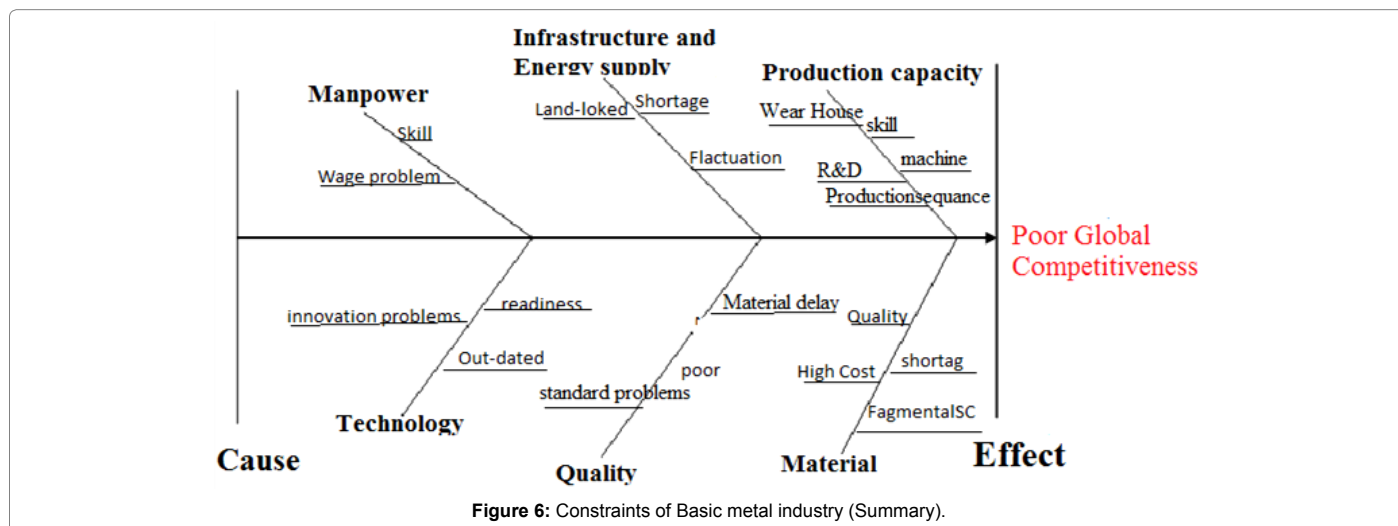 Infrastructure and
Energy supply
Production capacity
Manpower
Land-loked
Shortage
Wear House
skill
Skill
Flactuation
machine
Wage problem
R&D
Productionsequance
Poor Global
Competitiveness
readiness
Material delay
innovation problems
Quality
r
Out-dated
poor
High Cost
shortag
standard problems
FagmentalSC
Technology
Cause
Quality
Material
Effect
Figure 6: Constraints of Basic metal industry (Summary).